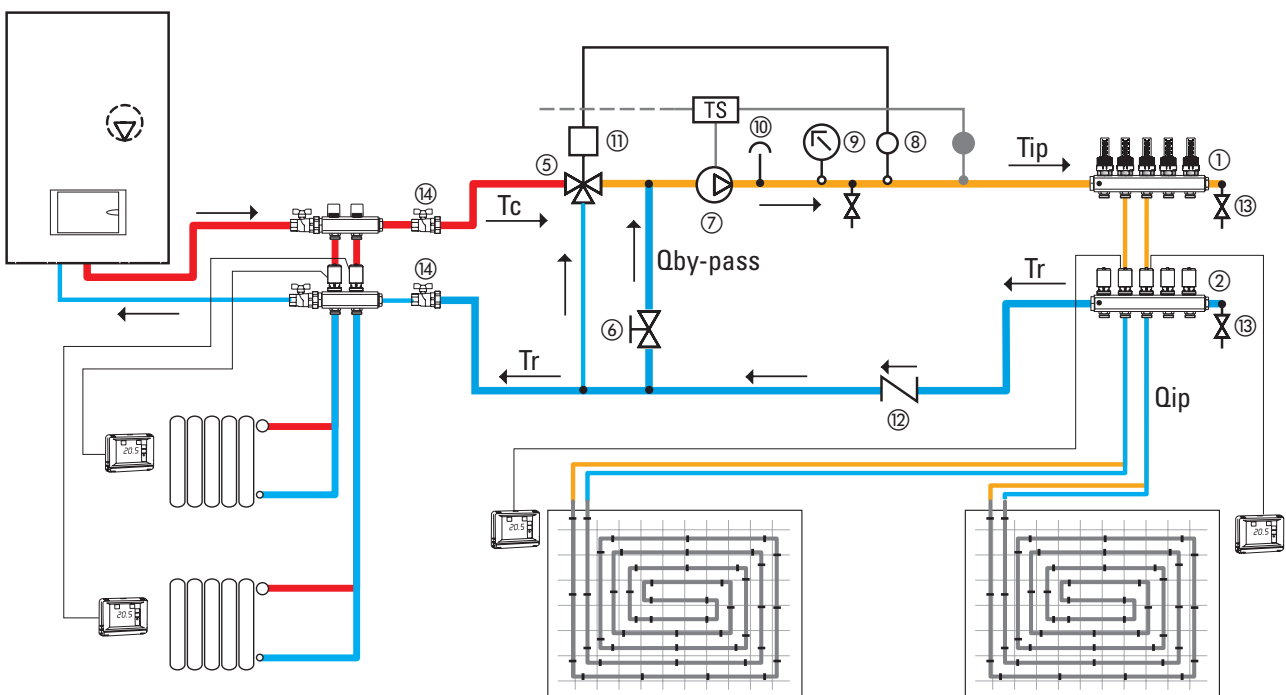 TS
⑩
⑪
⑨
⑧
①
⑤
Tip
⑭
Tc
⑦
⑬
Qby-pass
⑭
Tr
②
⑥
⑬
Tr
⑫
Qip
20.5
20.5
20.5
20.5